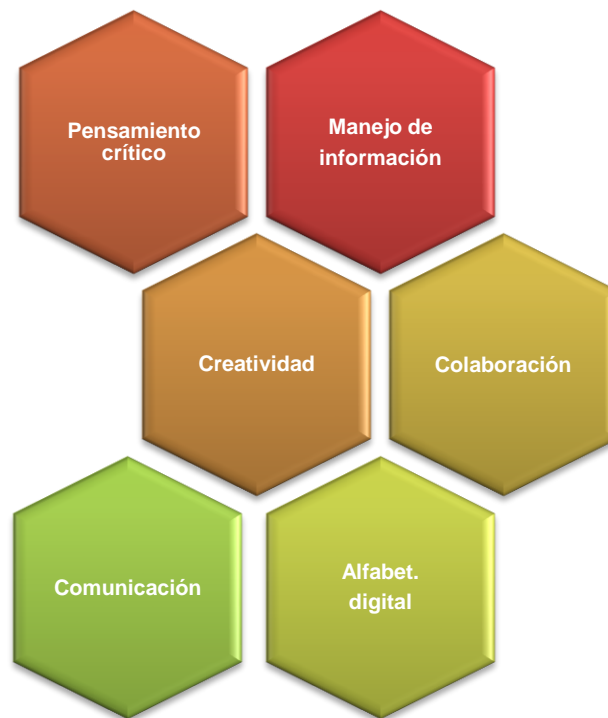 Pensamiento
crítico
Manejo de
información
Creatividad
Colaboración
Comunicación
Alfabet.
digital